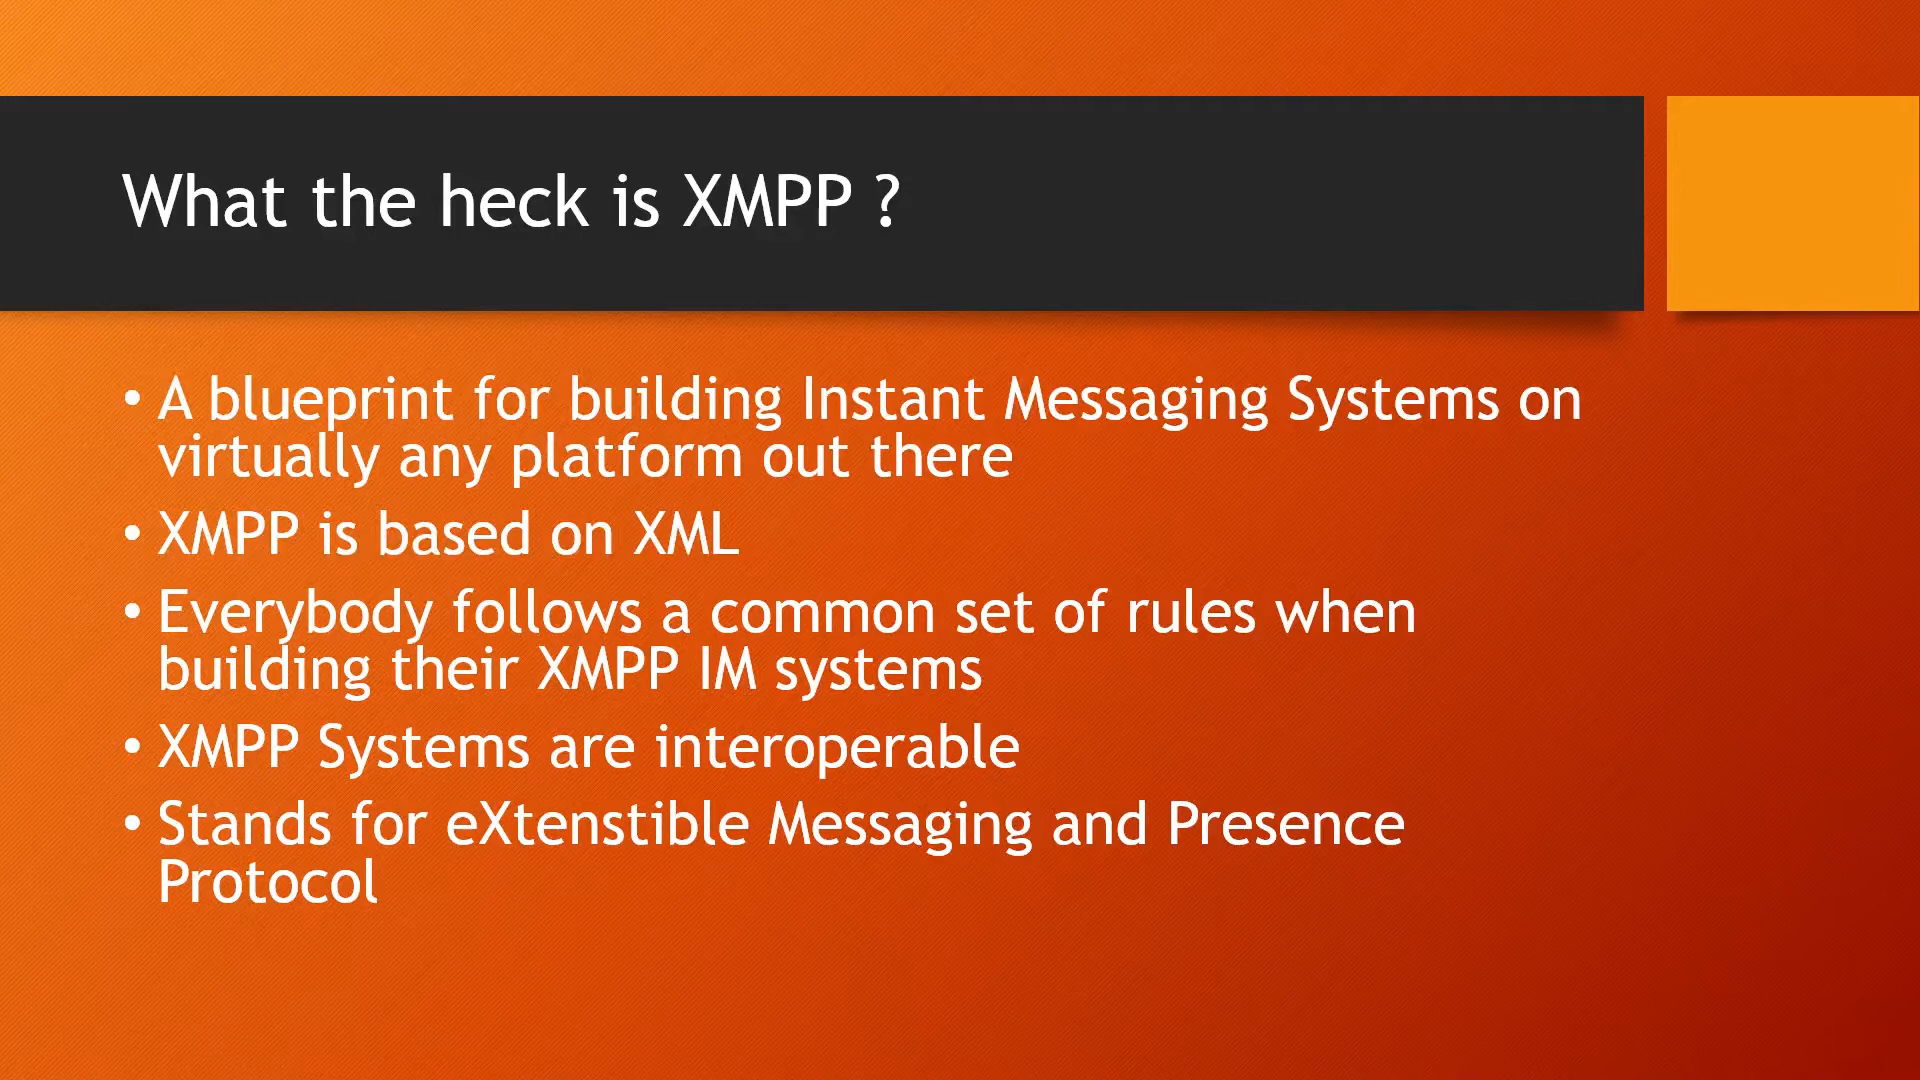 What the heck is XMPP ?
• A blueprint for building Instant Messaging Systems on
virtually any platform out there
• XMPP is based on XML
• Everybody follows a common set of rules when
building their XMPP IM systems
• XMPP Systems are interoperable
• Stands for eXtenstible Messaging and Presence
Protocol